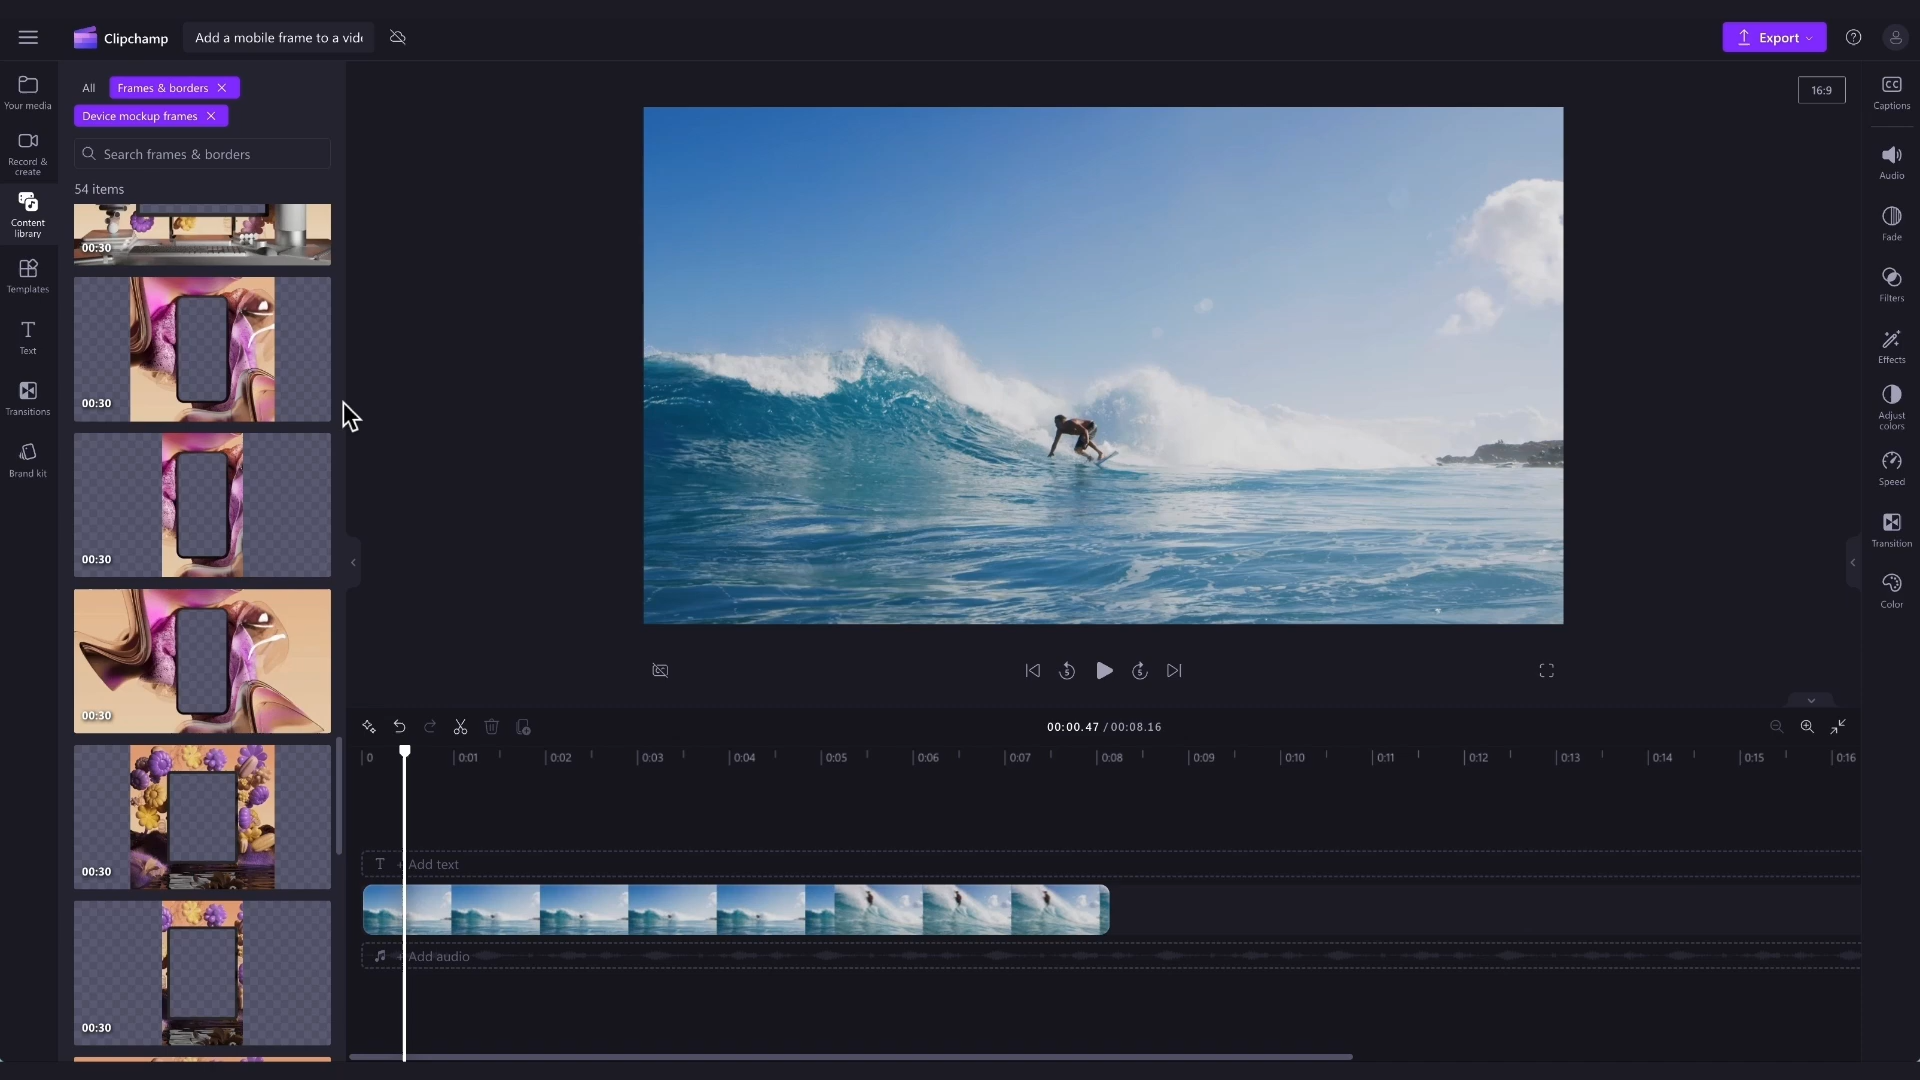 Clipchamp
Add a mobile frame to a vid
Export
All
Frames & borders
Device mockup frames
Search frames & borders
54 items
00:30
00:30
00:30
00:30
00:30
00:30
Your media
Record &
create
Content
library
Templates
Text
Transitions
Brand kit
16:9
CC
Captions
Audio
Fade
Filters
Effects
Adjust
colors
Speed
Transition
Color
5
5
00:00.47 / 00:08.16
0 0:01 0:02 0:03 0:04 0:05 0:06 0:07 0:08 0:09 0:10 0:11 0:12 0:13 0:14 0:15 0:16
T + Add text
+ Add audio